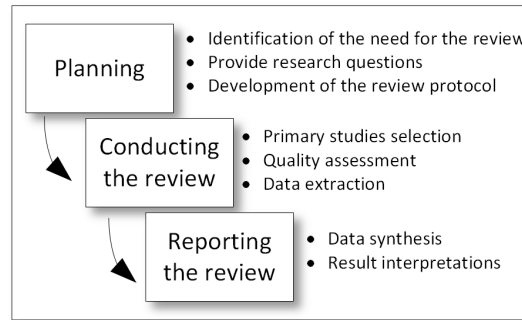 Planning
• Identification of the need for the review
• Provide research questions
• Development of the review protocol
Conducting
the review
• Primary studies selection
• Quality assessment
• Data extraction
Reporting
the review
• Data synthesis
• Result interpretations